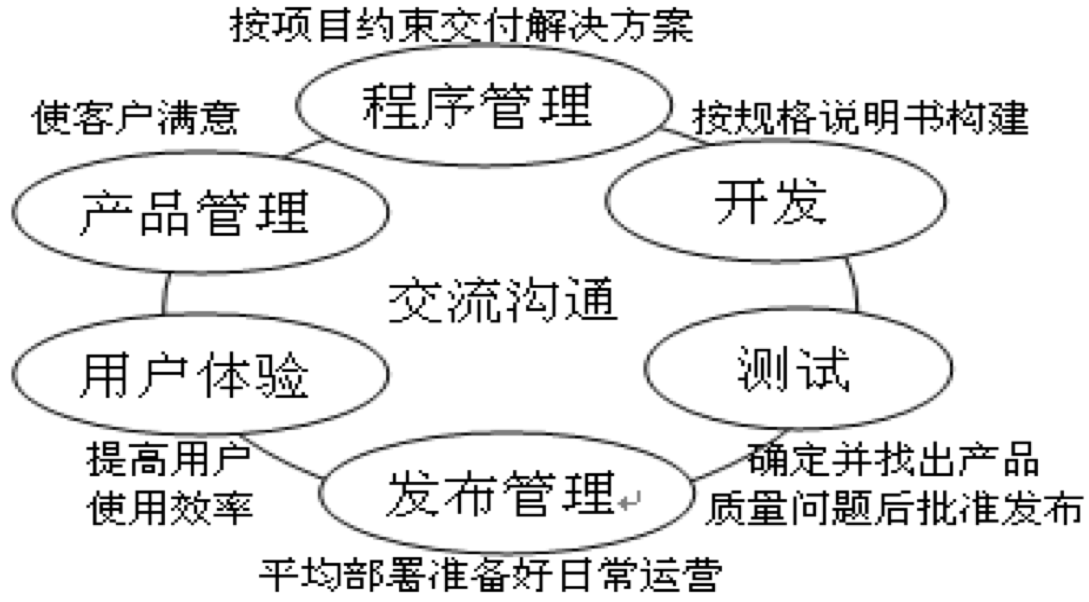 按项目约束交付解决方案
程序管理
使客户满意
按规格说明书构建
产品管理
开发
交流沟通
用户体验
测试
提高用户
使用效率
发布管理
确定并找出产品
质量问题后批准发布
平均部署准备好日常运营